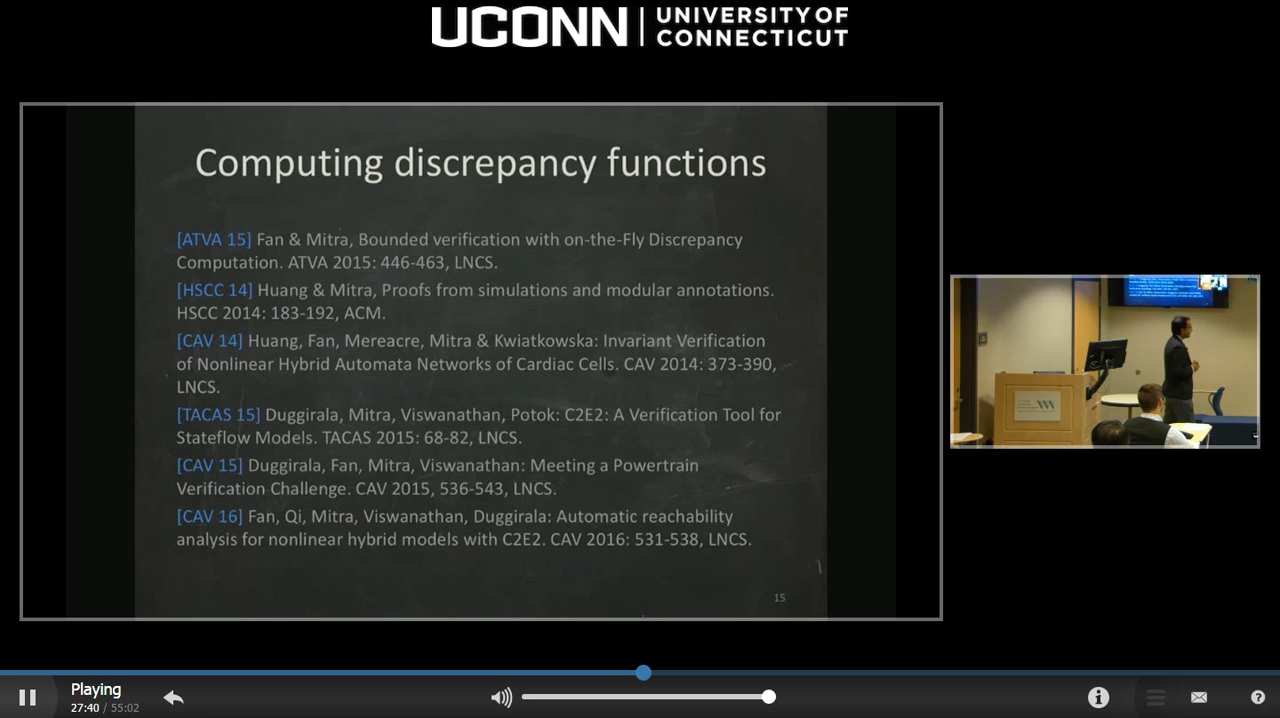 UCONN
UNIVERSITY OF
CONNECTICUT
Computing discrepancy functions
[ATVA 15] Fan & Mitra, Bounded verification with on-the-Fly Discrepancy
Computation. ATVA 2015: 446-463, LNCS.
[HSCC 14] Huang & Mitra, Proofs from simulations and modular annotations.
HSCC 2014: 183-192, ACM.
[CAV 14] Huang, Fan, Mereacre, Mitra & Kwiatkowska: Invariant Verification
of Nonlinear Hybrid Automata Networks of Cardiac Cells. CAV 2014: 373-390,
LNCS.
[TACAS 15] Duggirala, Mitra, Viswanathan, Potok: C2E2: A Verification Tool for
Stateflow Models. TACAS 2015: 68-82, LNCS.
[CAV 15] Duggirala, Fan, Mitra, Viswanathan: Meeting a Powertrain
Verification Challenge. CAV 2015, 536-543, LNCS.
[CAV 16] Fan, Qi, Mitra, Viswanathan, Duggirala: Automatic reachability
analysis for nonlinear hybrid models with C2E2. CAV 2016: 531-538, LNCS.
15
Playing
27:40 / 55:02